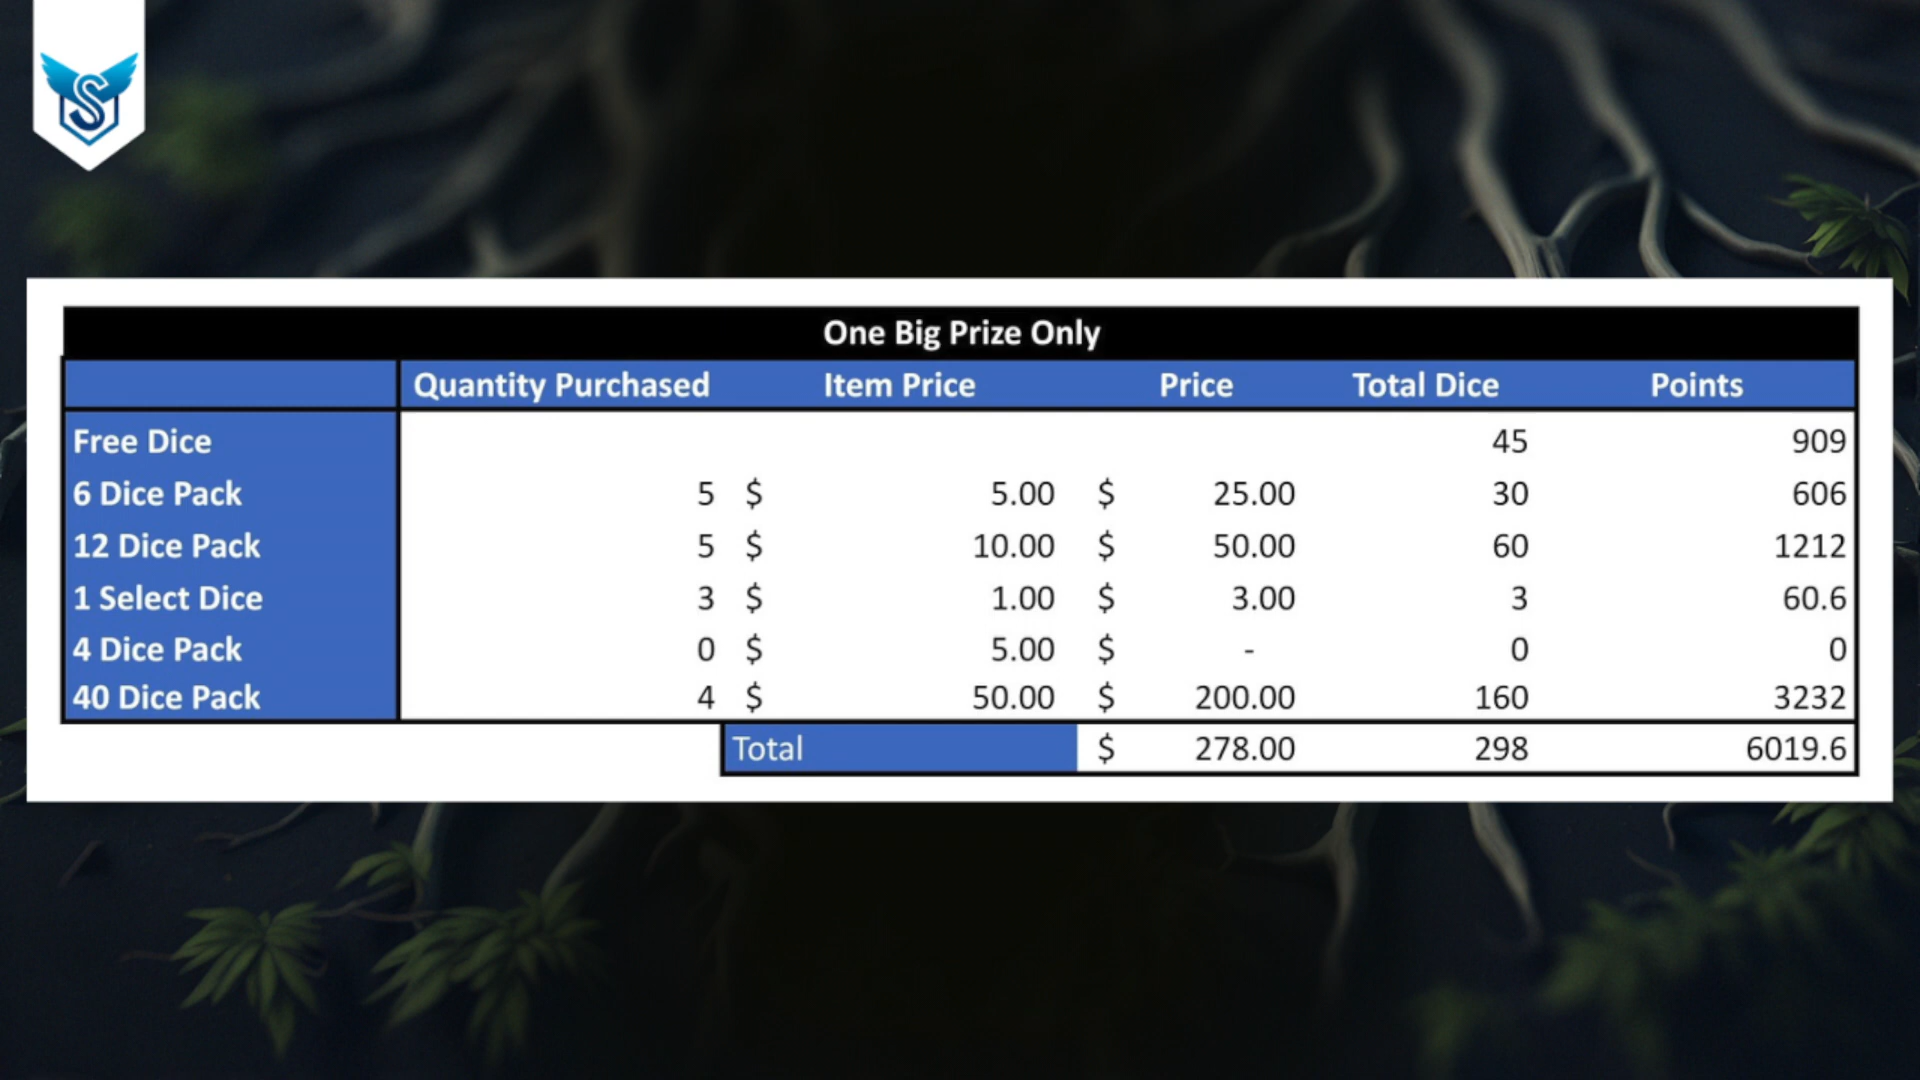 S
One Big Prize Only
Quantity Purchased Item Price Price Total Dice Points
Free Dice 45 909
6 Dice Pack 5 $ 5.00 $ 25.00 30 606
12 Dice Pack 5 $ 10.00 $ 50.00 60 1212
1 Select Dice 3 $ 1.00 $ 3.00 3 60.6
4 Dice Pack 0 $ 5.00 $ - 0 0
40 Dice Pack 4 $ 50.00 $ 200.00 160 3232
Total $ 278.00 298 6019.6